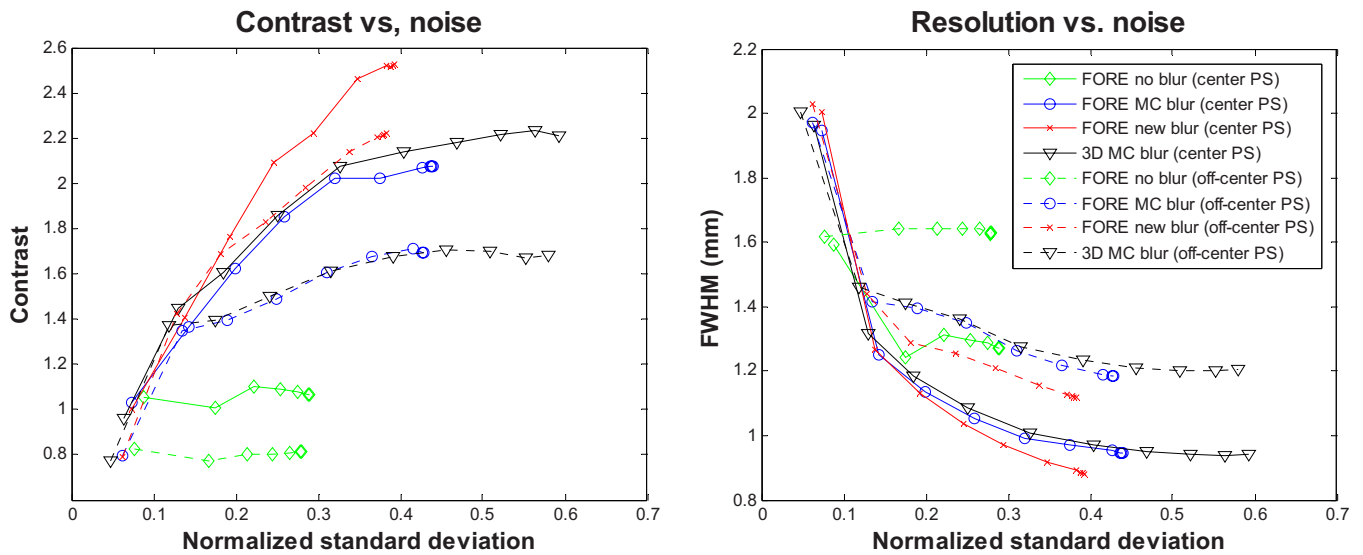 Contrast vs, noise
2.6
2.4
2.2
2
1.8
1.6
1.4
1.2
1
0.8
Contrast
0
0.1
0.2
0.3
0.4
0.5
0.6
0.7
Normalized standard deviation
Resolution vs. noise
2.2
2
1.8
1.6
1.4
1.2
1
0.8
FWHM (mm)
FORE no blur (center PS)
FORE MC blur (center PS)
FORE new blur (center PS)
3D MC blur (center PS)
FORE no blur (off-center PS)
FORE MC blur (off-center PS)
FORE new blur (off-center PS)
3D MC blur (off-center PS)
0
0.1
0.2
0.3
0.4
0.5
0.6
0.7
Normalized standard deviation